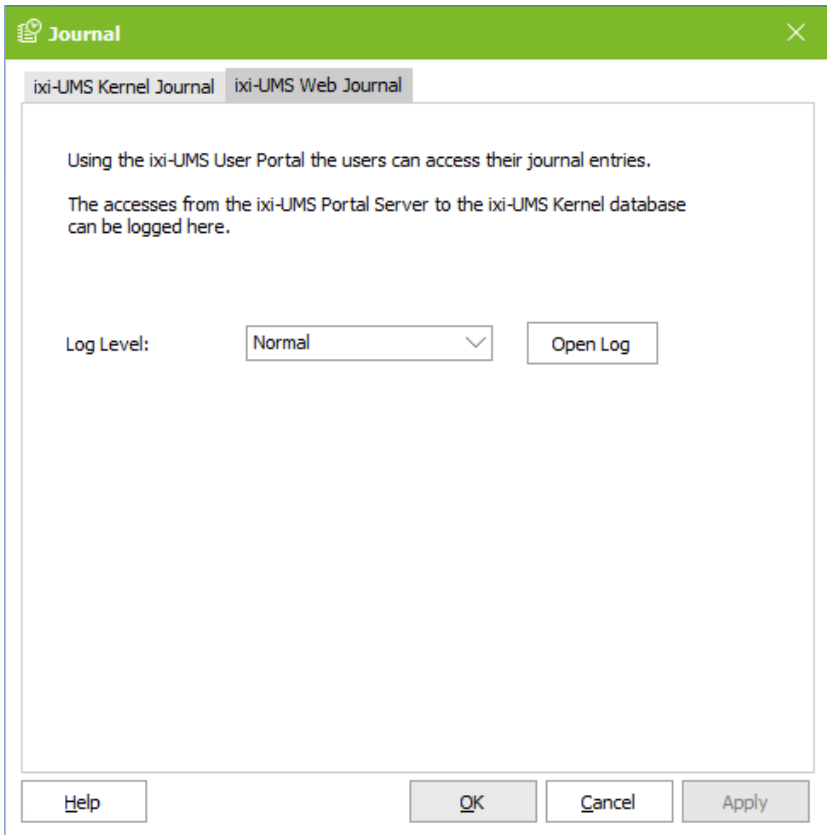 Journal
ixi-UMS Kernel Journal
ixi-UMS Web Journal
Using the ixi-UMS User Portal the users can access their journal entries.
The accesses from the ixi-UMS Portal Server to the ixi-UMS Kernel database
can be logged here.
Log Level:
Normal
Open Log
Help
OK
Cancel
Apply